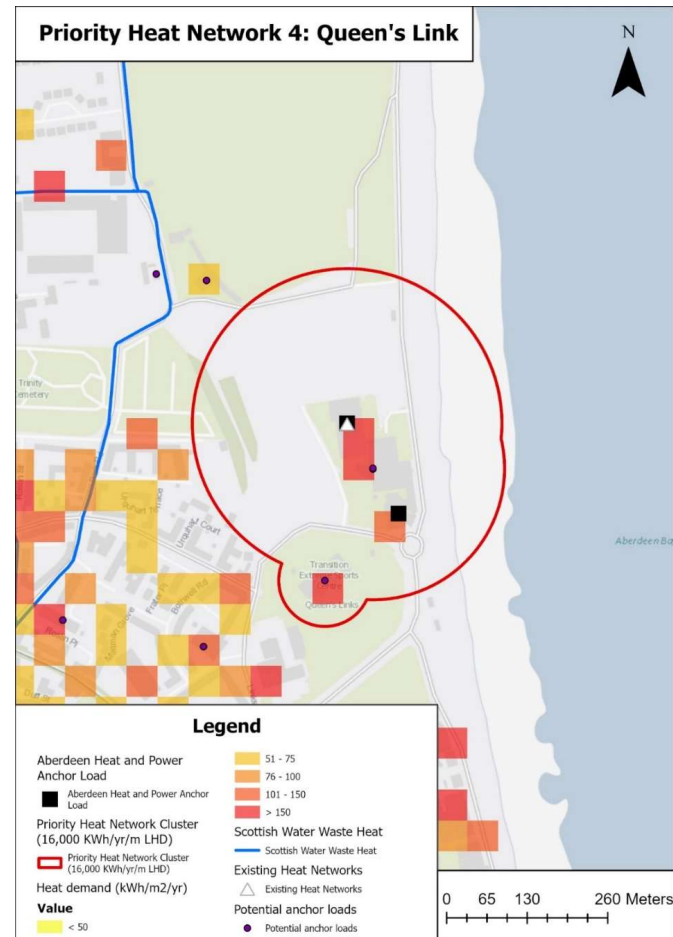 Priority Heat Network 4: Queen's Link
N
Trinity
Cemetery
Urquhart Court
Transition
Extreme Sports
Queen's Links
Aberdeen Ba
Legend
Aberdeen Heat and Power
Anchor Load
Aberdeen Heat and Power Anchor
Load
Priority Heat Network Cluster
(16,000 KWh/yr/m LHD)
Priority Heat Network Cluster
(16,000 KWh/yr/m LHD)
Heat demand (kWh/m2/yr)
Value
< 50
51 - 75
76 - 100
101 - 150
> 150
Scottish Water Waste Heat
Scottish Water Waste Heat
Existing Heat Networks
Existing Heat Networks
Potential anchor loads
Potential anchor loads
0 65 130 260 Meters